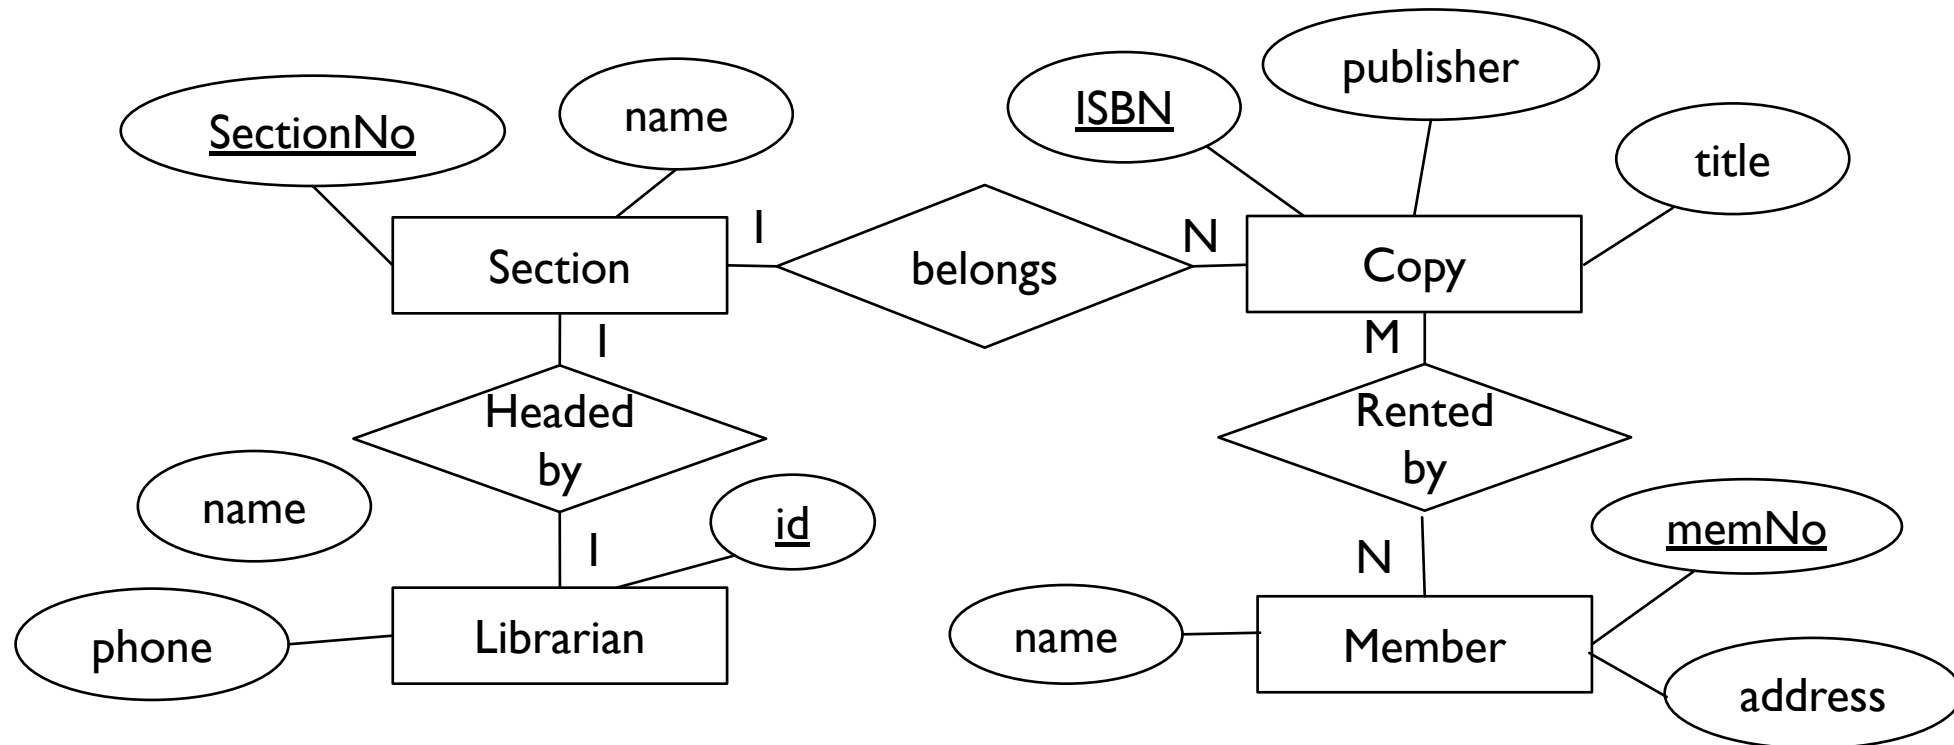 publisher
ISBN
name
SectionNo
title
I
N
Section
belongs
Copy
I
M
Headed
by
Rented
by
name
id
memNo
I
N
phone
Librarian
name
Member
address